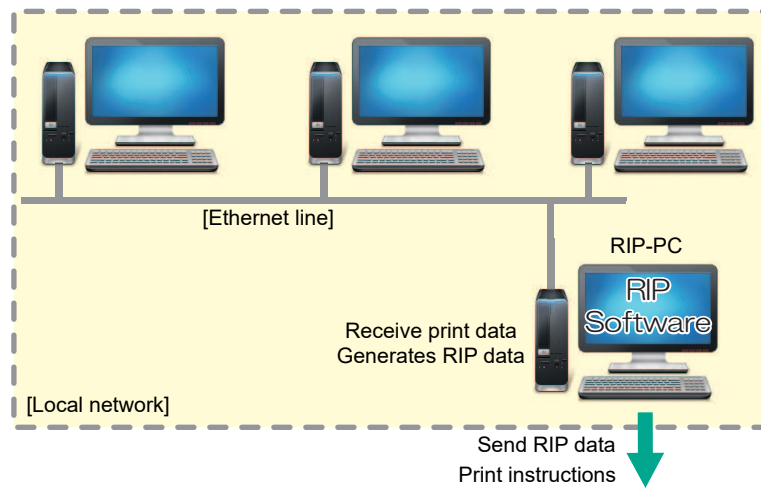 [Ethernet line]
RIP-PC
RIP
Software
Receive print data
Generates RIP data
[Local network]
Send RIP data
Print instructions